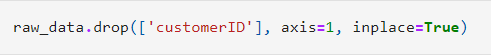 raw_data.drop(['customerID'], axis=1, inplace=True)